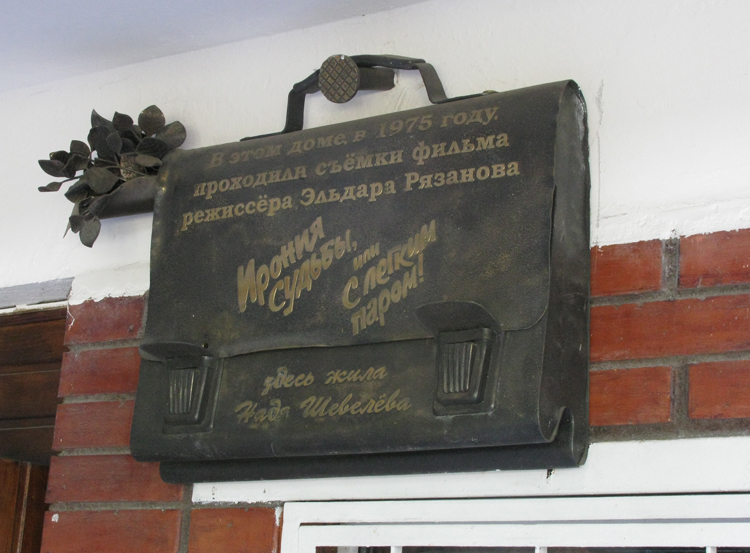 В этом доме в 1975 году
проходили съёмки фильма
режиссёра Эльдара Рязанова
Ирония
судьбы,
или
С легким
паром!
здесь жила
Надя Шевелёва